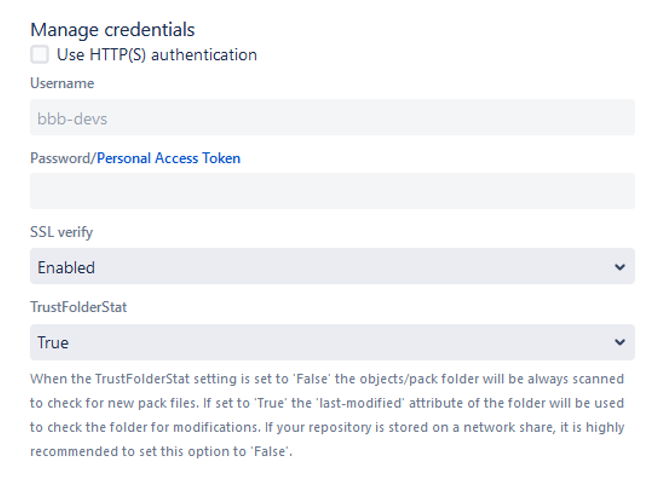 Manage credentials
Use HTTP(S) authentication
Username
bbb-devs
Password/Personal Access Token
SSL verify
Enabled
TrustFolderStat
True
When the TrustFolderStat setting is set to 'False' the objects/pack folder will be always scanned
to check for new pack files. If set to 'True' the 'last-modified' attribute of the folder will be used
to check the folder for modifications. If your repository is stored on a network share, it is highly
recommended to set this option to 'False'.